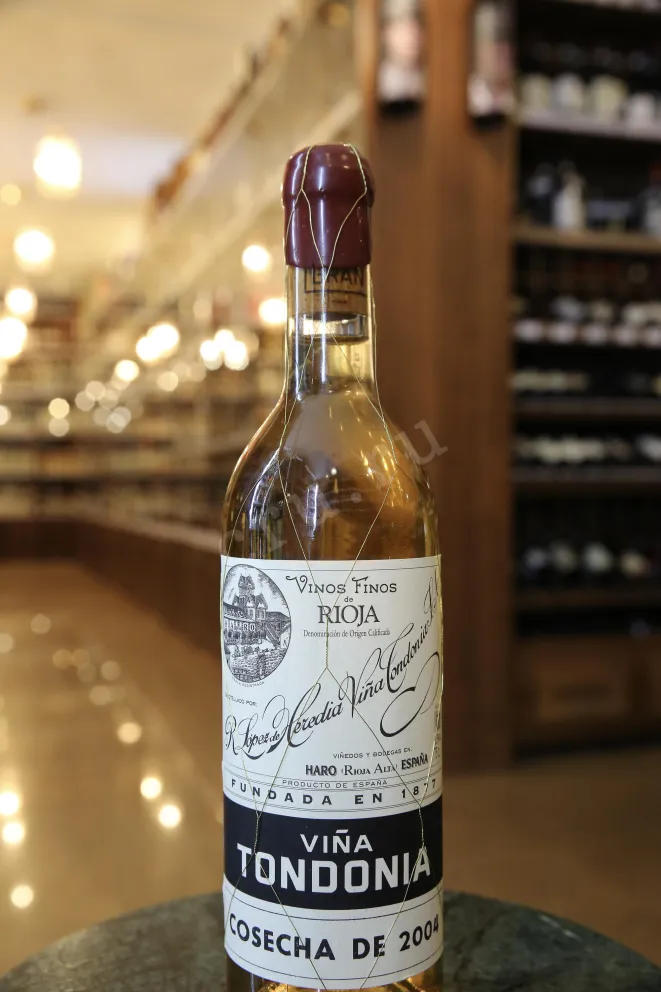 VINOS FINOS
de
RIOJA
Denominación de Origen Calificada
R. López de Heredia Viña Tondonia
VIÑEDOS Y BODEGAS EN
HARO (RIOJA ALTA) ESPAÑA
PRODUCTO DE ESPAÑA
FUNDADA EN 1877
VIÑA
TONDONIA
COSECHA DE 2004